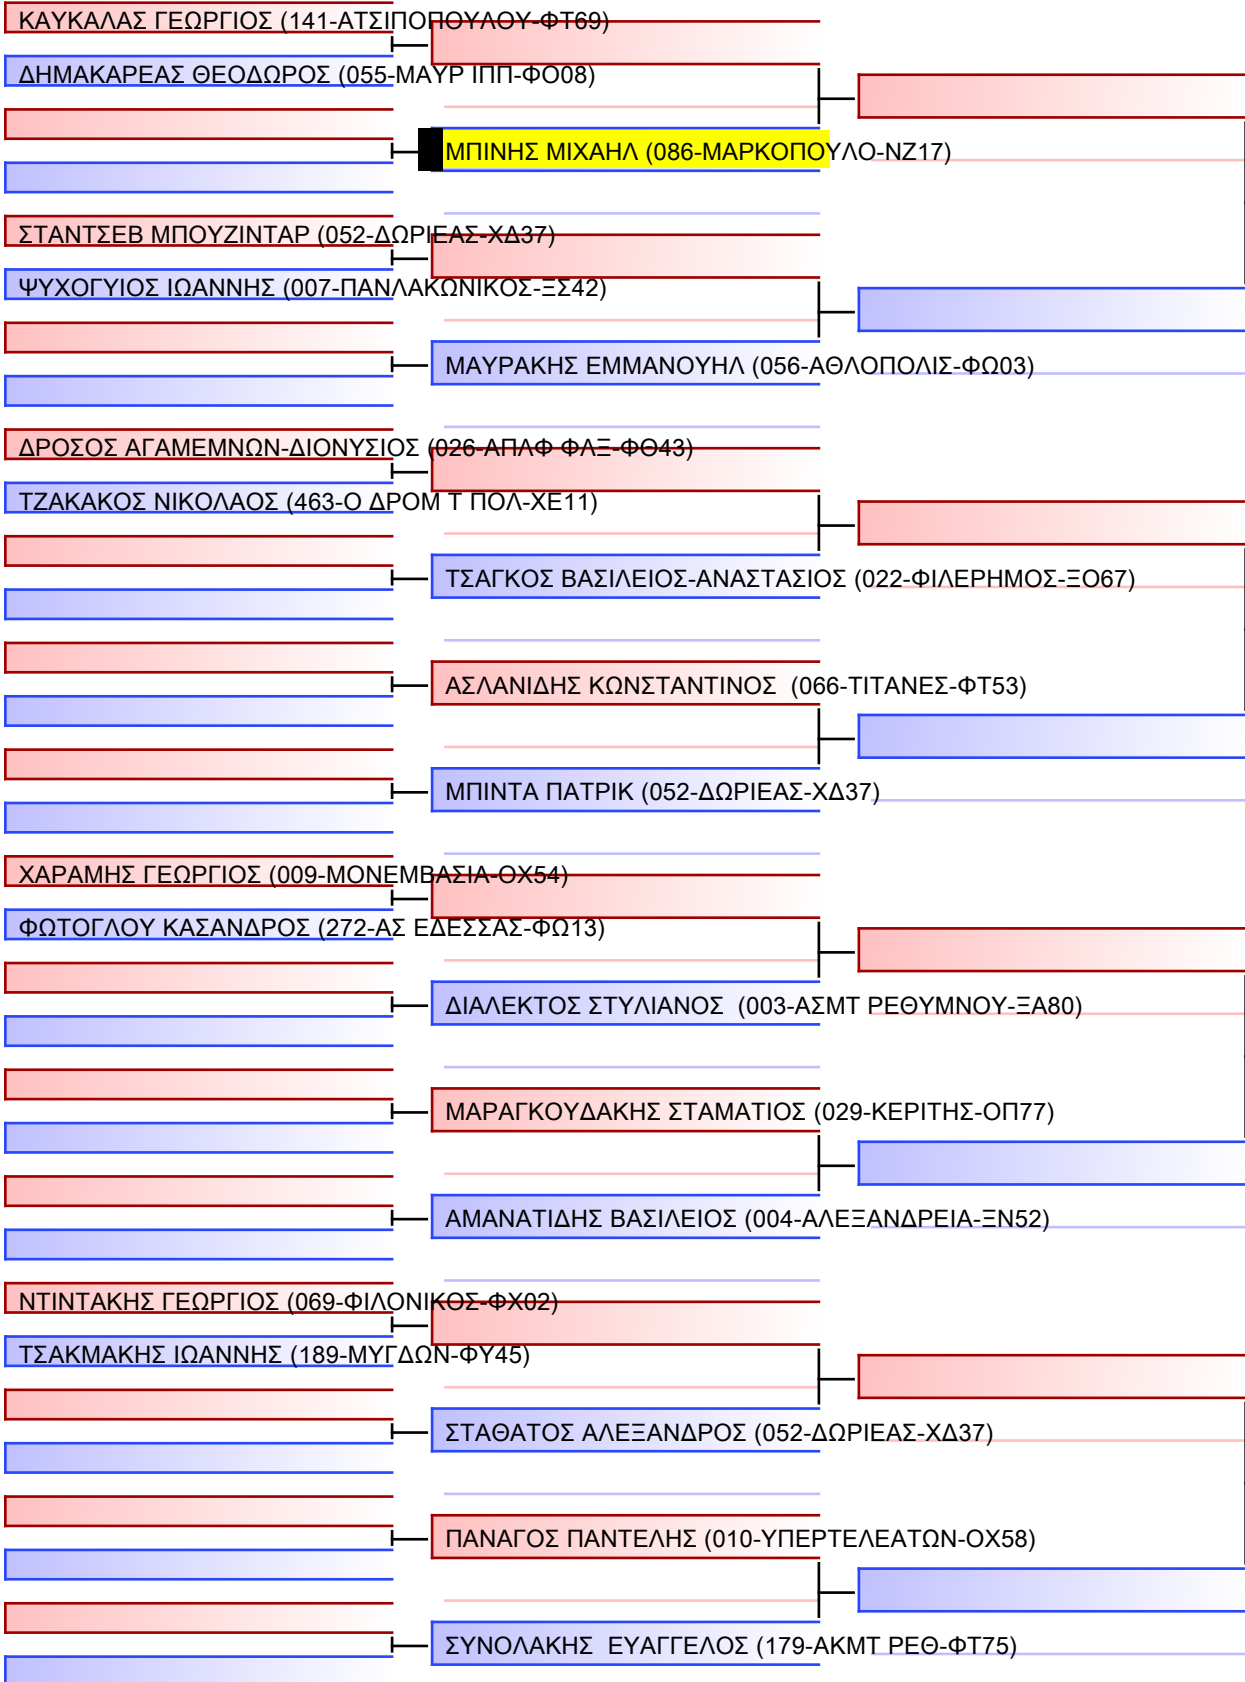 ΚΑΥΚΑΛΑΣ ΓΕΩΡΓΙΟΣ (141-ΑΤΣΙΠΟΠΟΥΛΟΥ-ΦΤ69)
ΔΗΜΑΚΑΡΕΑΣ ΘΕΟΔΩΡΟΣ (055-ΜΑΥΡ ΙΠΠ-ΦΟ08)
ΜΠΙΝΗΣ ΜΙΧΑΗΛ (086-ΜΑΡΚΟΠΟΥΛΟ-ΝΖ17)
ΣΤΑΝΤΣΕΒ ΜΠΟΥΖΙΝΤΑΡ (052-ΔΩΡΙΕΑΣ-ΧΔ37)
ΨΥΧΟΓΥΙΟΣ ΙΩΑΝΝΗΣ (007-ΠΑΝΛΑΚΩΝΙΚΟΣ-ΞΣ42)
ΜΑΥΡΑΚΗΣ ΕΜΜΑΝΟΥΗΛ (056-ΑΘΛΟΠΟΛΙΣ-ΦΩ03)
ΔΡΟΣΟΣ ΑΓΑΜΕΜΝΩΝ-ΔΙΟΝΥΣΙΟΣ (026-ΑΠΛΦ ΦΛΞ-ΦΘ43)
ΤΖΑΚΑΚΟΣ ΝΙΚΟΛΑΟΣ (463-Ο ΔΡΟΜ Τ ΠΟΛ-ΧΕ11)
ΤΣΑΓΚΟΣ ΒΑΣΙΛΕΙΟΣ-ΑΝΑΣΤΑΣΙΟΣ (022-ΦΙΛΕΡΗΜΟΣ-ΞΟ67)
ΑΣΛΑΝΙΔΗΣ ΚΩΝΣΤΑΝΤΙΝΟΣ (066-ΤΙΤΑΝΕΣ-ΦΤ53)
ΜΠΙΝΤΑ ΠΑΤΡΙΚ (052-ΔΩΡΙΕΑΣ-ΧΔ37)
ΧΑΡΑΜΗΣ ΓΕΩΡΓΙΟΣ (009-ΜΟΝΕΜΒΑΣΙΑ-ΟΧ54)
ΦΩΤΟΓΛΟΥ ΚΑΣΑΝΔΡΟΣ (272-ΑΣ ΕΔΕΣΣΑΣ-ΦΩ13)
ΔΙΑΛΕΚΤΟΣ ΣΤΥΛΙΑΝΟΣ (003-ΑΣΜΤ ΡΕΘΥΜΝΟΥ-ΞΑ80)
ΜΑΡΑΓΚΟΥΔΑΚΗΣ ΣΤΑΜΑΤΙΟΣ (029-ΚΕΡΙΤΗΣ-ΟΠ77)
ΑΜΑΝΑΤΙΔΗΣ ΒΑΣΙΛΕΙΟΣ (004-ΑΛΕΞΑΝΔΡΕΙΑ-ΞΝ52)
ΝΤΙΝΤΑΚΗΣ ΓΕΩΡΓΙΟΣ (069-ΦΙΛΟΝΙΚΟΣ-ΦΧ02)
ΤΣΑΚΜΑΚΗΣ ΙΩΑΝΝΗΣ (189-ΜΥΓΔΩΝ-ΦΥ45)
ΣΤΑΘΑΤΟΣ ΑΛΕΞΑΝΔΡΟΣ (052-ΔΩΡΙΕΑΣ-ΧΔ37)
ΠΑΝΑΓΟΣ ΠΑΝΤΕΛΗΣ (010-ΥΠΕΡΤΕΛΕΑΤΩΝ-ΟΧ58)
ΣΥΝΟΛΑΚΗΣ ΕΥΑΓΓΕΛΟΣ (179-ΑΚΜΤ ΡΕΘ-ΦΤ75)